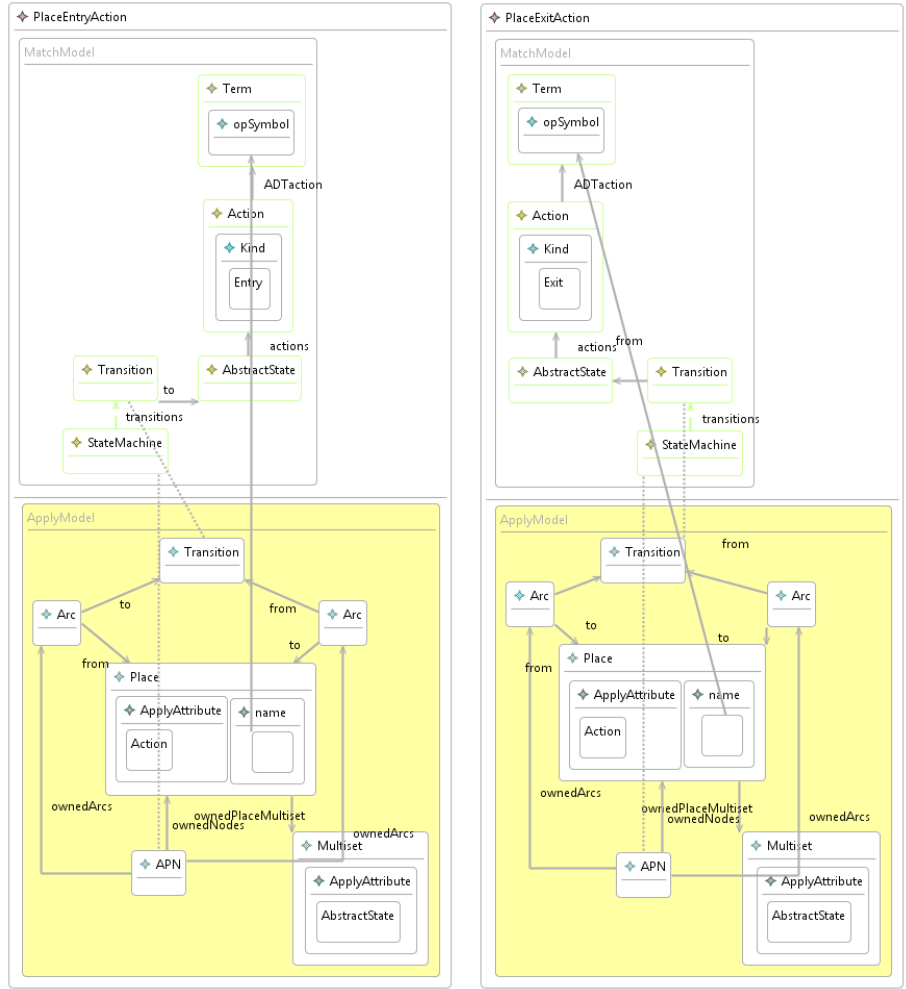 PlaceEntryAction
MatchModel
Term
opSymbol
ADTaction
Action
Kind
Entry
actions
Transition
AbstractState
to
transitions
StateMachine
ApplyModel
Transition
to
from
Arc
Arc
to
from
Place
ApplyAttribute
name
Action
ownedArcs
ownedPlaceMultiset
ownedNodes
ownedArcs
Multiset
APN
ApplyAttribute
AbstractState
PlaceExitAction
MatchModel
Term
opSymbol
ADTaction
Action
Kind
Exit
actions
from
AbstractState
Transition
transitions
StateMachine
ApplyModel
from
Transition
Arc
Arc
to
to
Place
from
ApplyAttribute
name
Action
ownedArcs
ownedPlaceMultiset
ownedNodes
ownedArcs
Multiset
APN
ApplyAttribute
AbstractState